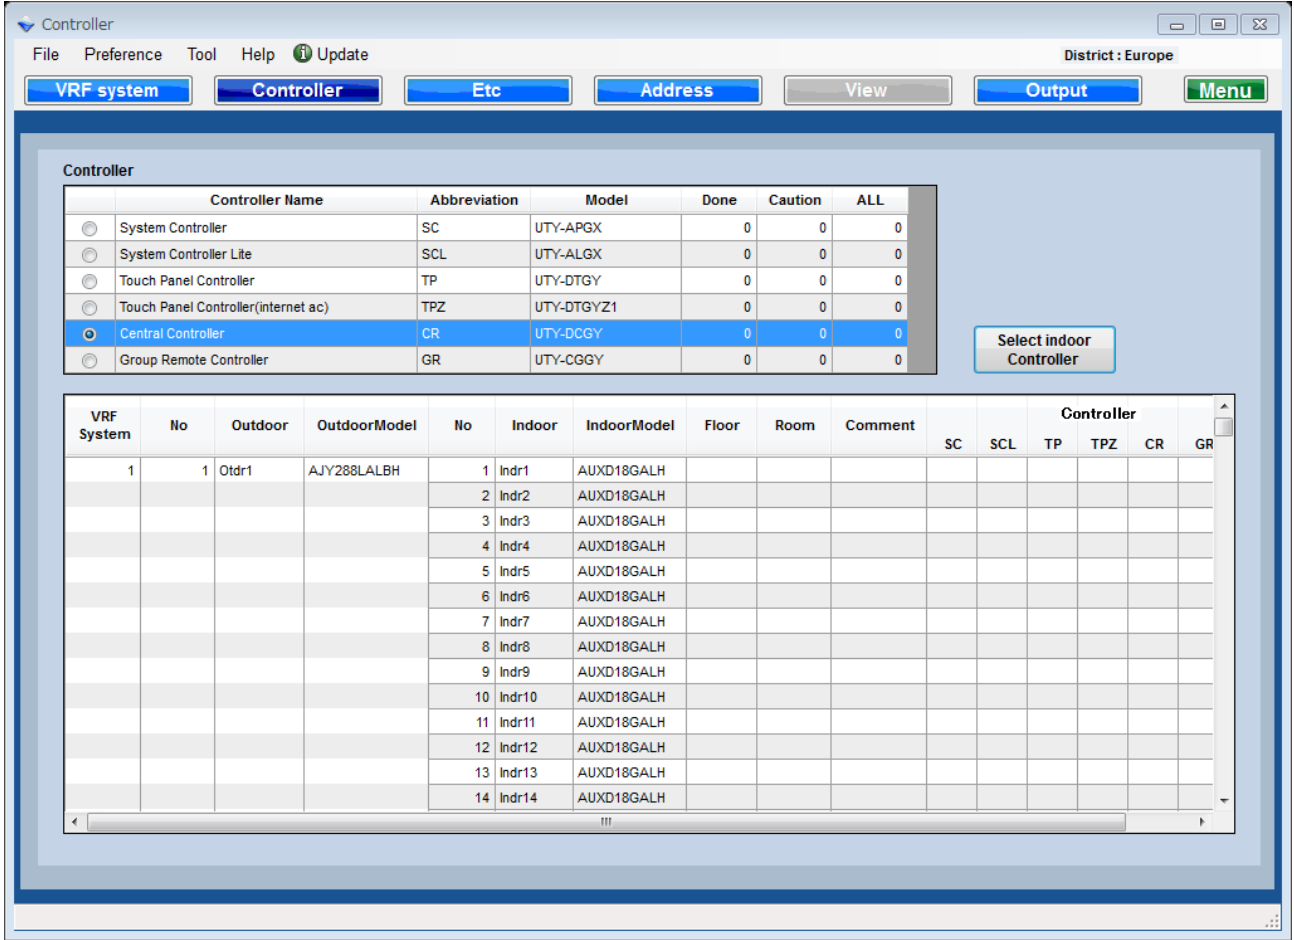 Controller
File Preference Tool Help Update District : Europe
VRF system Controller Etc Address View Output Menu
Controller
Controller Name Abbreviation Model Done Caution ALL
System Controller SC UTY-APGX 0 0 0
System Controller Lite SCL UTY-ALGX 0 0 0
Touch Panel Controller TP UTY-DTGY 0 0 0
Touch Panel Controller(internet ac) TPZ UTY-DTGYZ1 0 0 0
Central Controller CR UTY-DCGY 0 0 0
Group Remote Controller GR UTY-CGGY 0 0 0
Select indoor
Controller
VRF System No Outdoor OutdoorModel No Indoor IndoorModel Floor Room Comment Controller
SC SCL TP TPZ CR GR
1 1 Otdr1 AJY288LALBH 1 Indr1 AUXD18GALH
2 Indr2 AUXD18GALH
3 Indr3 AUXD18GALH
4 Indr4 AUXD18GALH
5 Indr5 AUXD18GALH
6 Indr6 AUXD18GALH
7 Indr7 AUXD18GALH
8 Indr8 AUXD18GALH
9 Indr9 AUXD18GALH
10 Indr10 AUXD18GALH
11 Indr11 AUXD18GALH
12 Indr12 AUXD18GALH
13 Indr13 AUXD18GALH
14 Indr14 AUXD18GALH